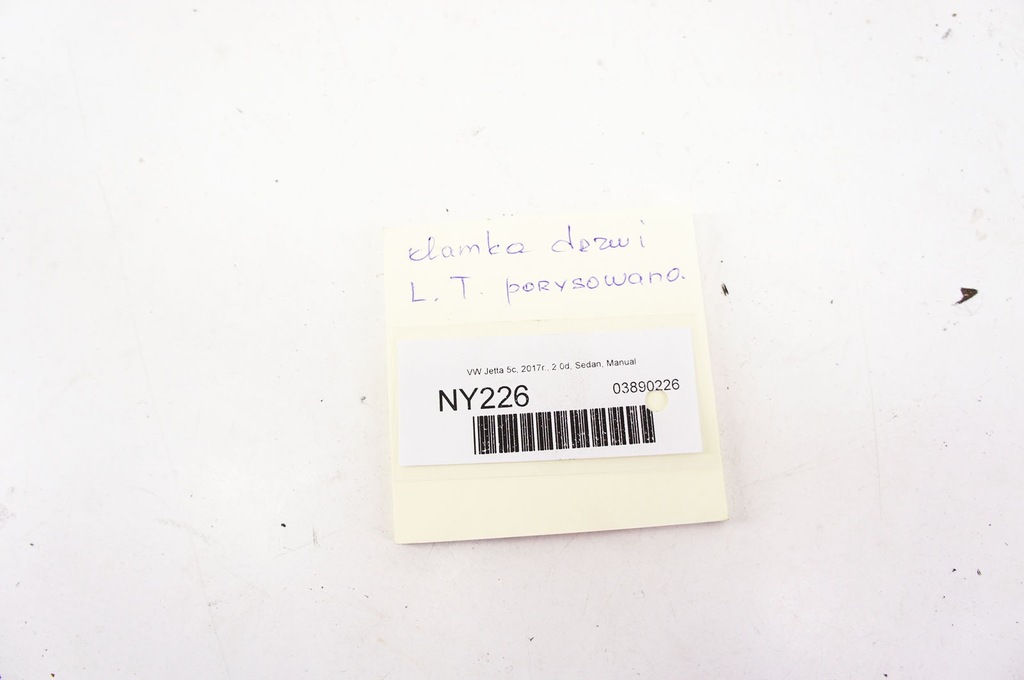 klamka drzwi
L. T. porysowano.
VW Jetta 5c, 2017r., 2.0d, Sedan, Manual
NY226
03890226